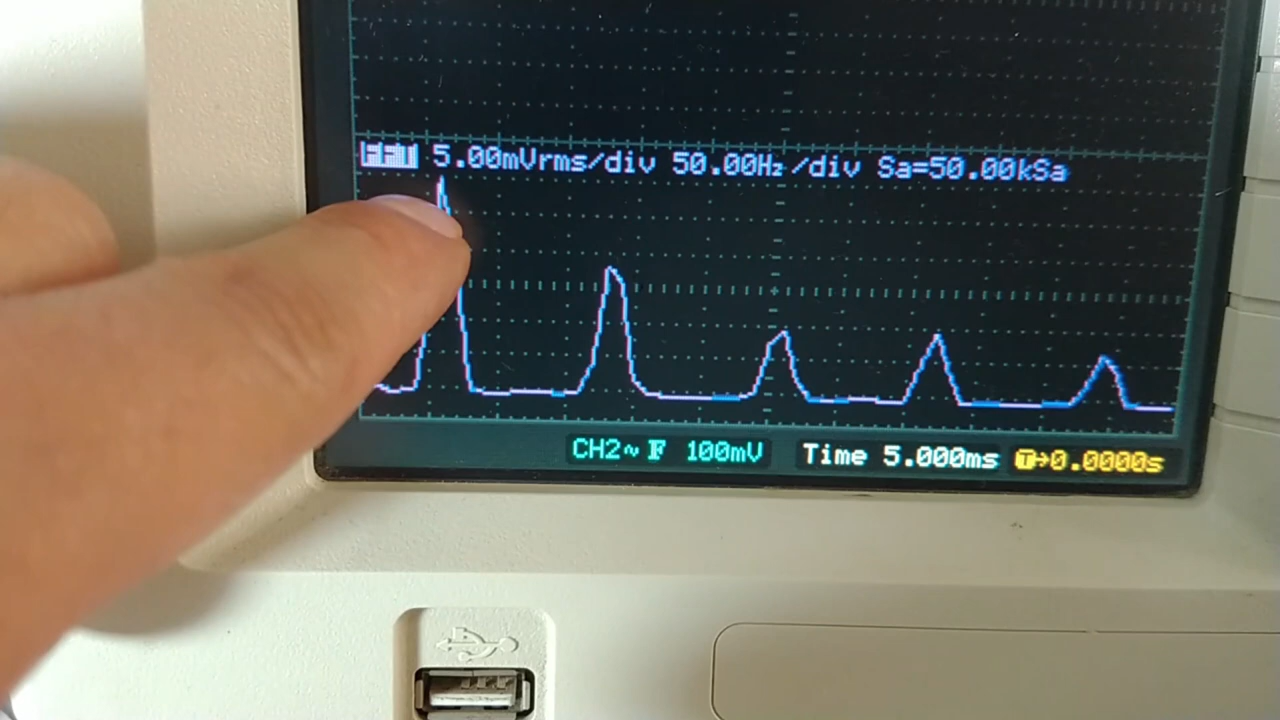 FFT 5.00mVrms/div 50.00Hz/div Sa=50.00kSa
CH2~ F 100mV Time 5.000ms T→0.0000s